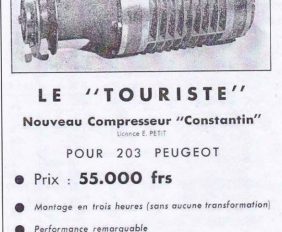 LE "TOURISTE"
Nouveau Compresseur "Constantin"
Licence E. PETIT
POUR 203 PEUGEOT
● Prix : 55.000 frs
● Montage en trois heures (sans aucune transformation)
● Performance remarquable